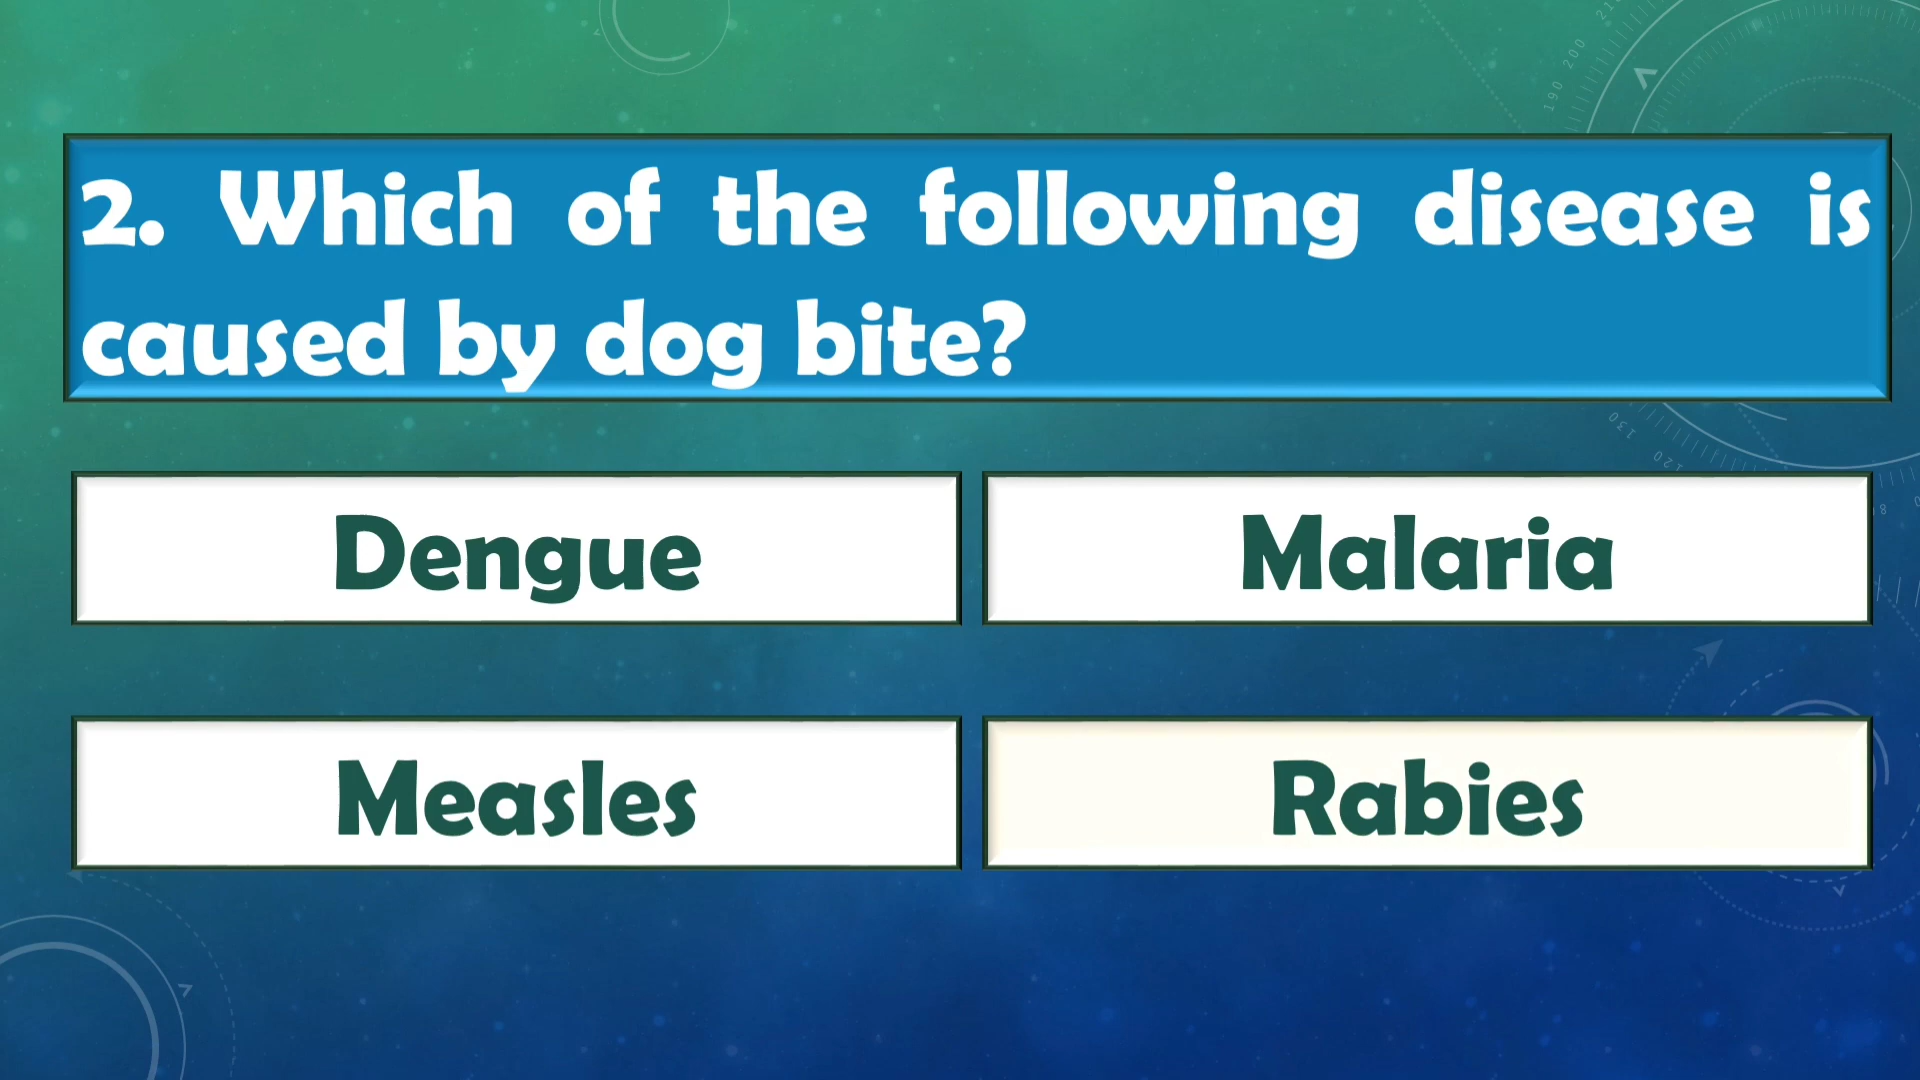 2. Which of the following disease is
caused by dog bite?
Dengue
Malaria
Measles
Rabies